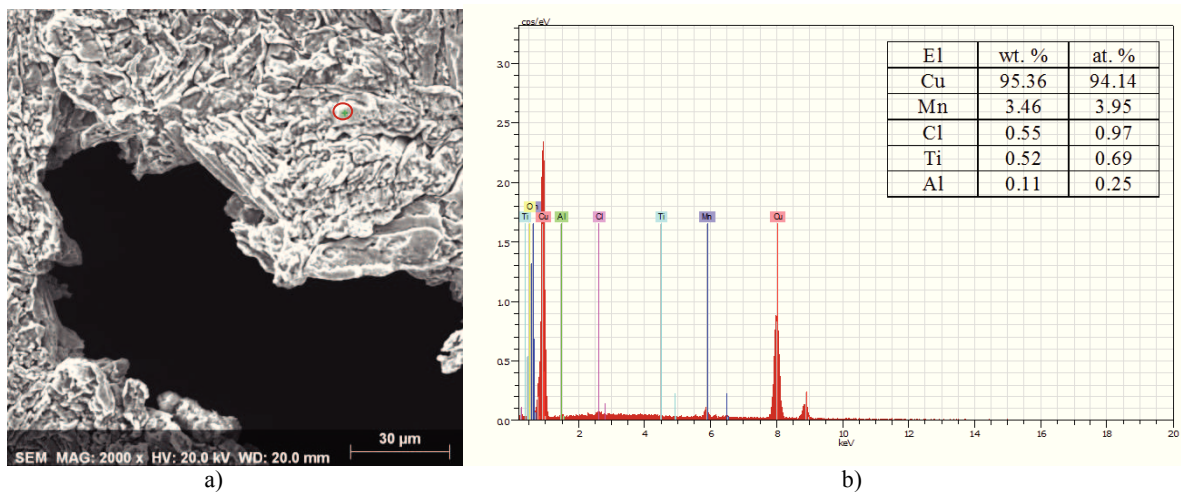 30 µm
SEM MAG: 2000 x HV: 20.0 kV WD: 20.0 mm
a)
cps/eV
3.0
2.5
2.0
1.5
1.0
0.5
0.0
Ti Cu Al Cl Ti Mn Cu
2 4 6 8 10 12 14 16 18 20
keV
El wt. % at. %
Cu 95.36 94.14
Mn 3.46 3.95
Cl 0.55 0.97
Ti 0.52 0.69
Al 0.11 0.25
b)